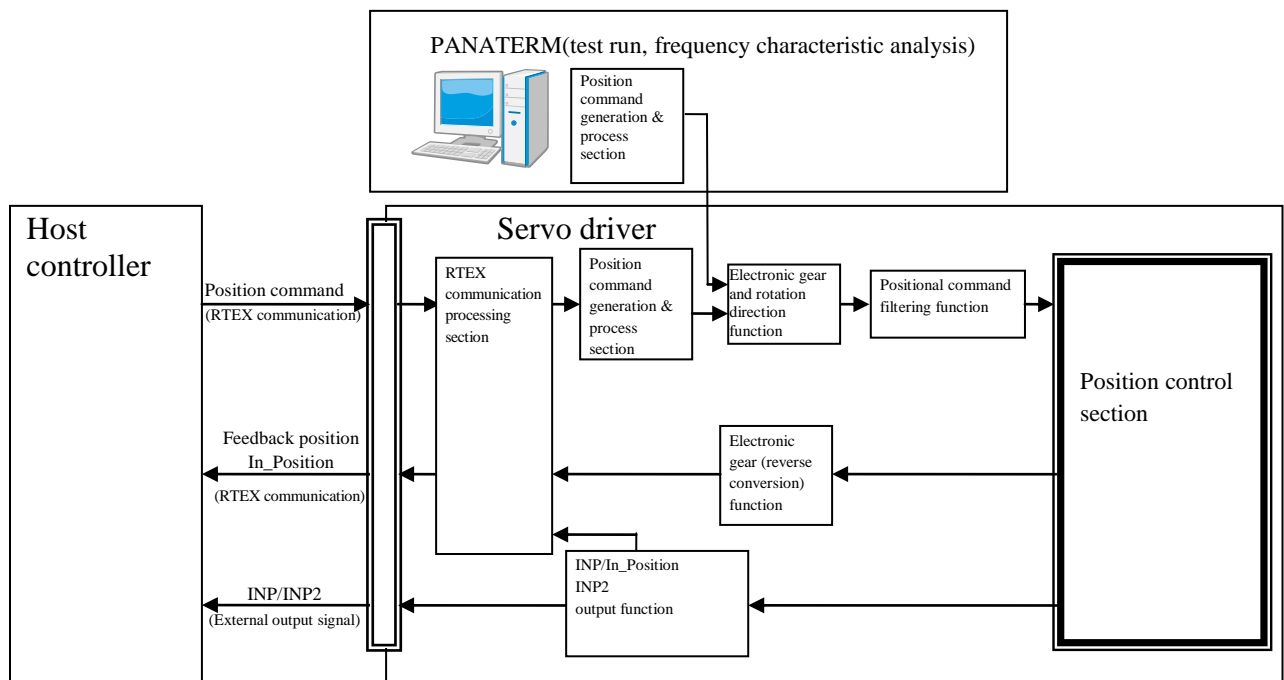 PANATERM(test run, frequency characteristic analysis)
Position
command
generation &
process
section
Host
controller
Servo driver
Position command
(RTEX communication)
RTEX
communication
processing
section
Position
command
generation &
process
section
Electronic gear
and rotation
direction
function
Positional command
filtering function
Position control
section
Feedback position
In_Position
(RTEX communication)
Electronic
gear (reverse
conversion)
function
INP/In_Position
INP2
output function
INP/INP2
(External output signal)